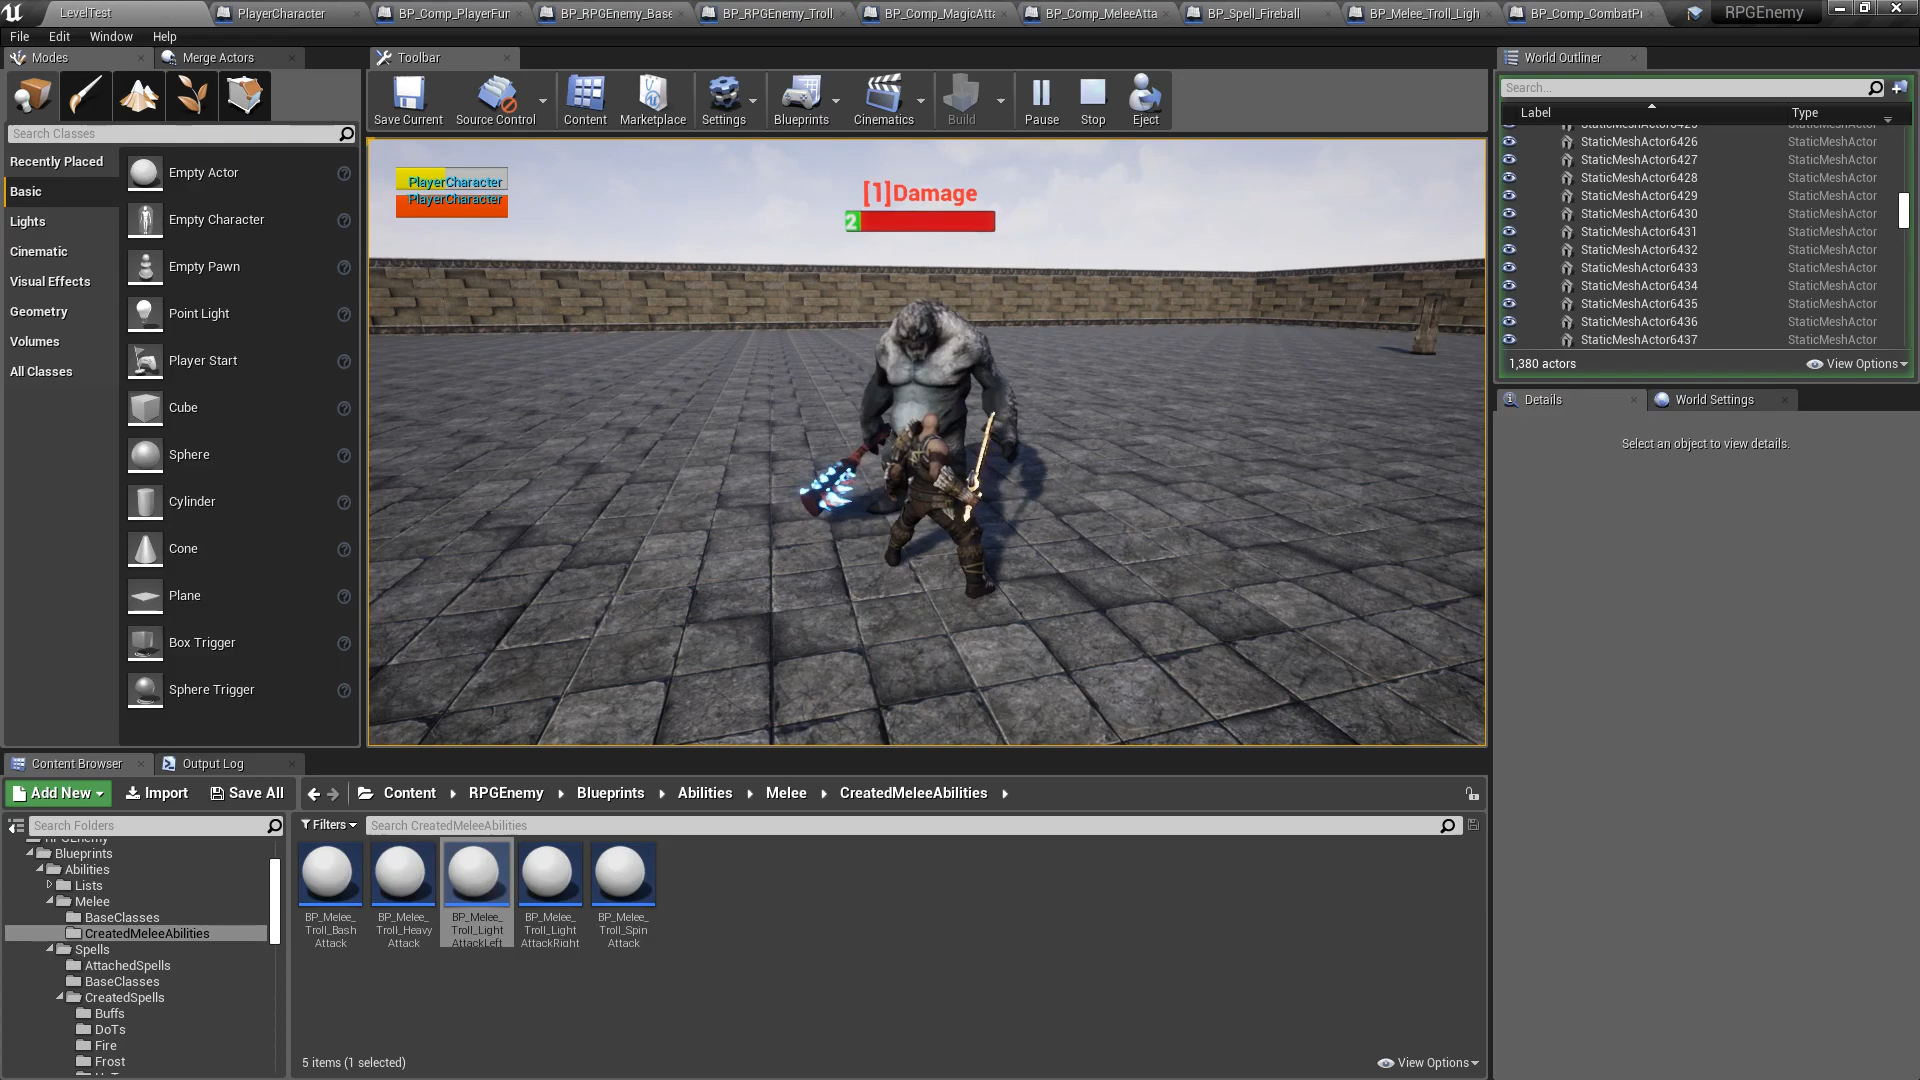 LevelTest
PlayerCharacter
BP_Comp_PlayerFur
BP_RPGEnemy_Base
BP_RPGEnemy_Troll
BP_Comp_MagicAtta
BP_Comp_MeleeAtta
BP_Spell_Fireball
BP_Melee_Troll_Ligh
BP_Comp_CombatPr
RPGEnemy
File Edit Window Help
Modes
Merge Actors
Toolbar
World Outliner
Save Current
Source Control
Content
Marketplace
Settings
Blueprints
Cinematics
Build
Pause
Stop
Eject
Search Classes
Recently Placed
Basic
Lights
Cinematic
Visual Effects
Geometry
Volumes
All Classes
Empty Actor
Empty Character
Empty Pawn
Point Light
Player Start
Cube
Sphere
Cylinder
Cone
Plane
Box Trigger
Sphere Trigger
PlayerCharacter
PlayerCharacter
[1]Damage
2
Search...
Label Type
StaticMeshActor6425 StaticMeshActor
StaticMeshActor6426 StaticMeshActor
StaticMeshActor6427 StaticMeshActor
StaticMeshActor6428 StaticMeshActor
StaticMeshActor6429 StaticMeshActor
StaticMeshActor6430 StaticMeshActor
StaticMeshActor6431 StaticMeshActor
StaticMeshActor6432 StaticMeshActor
StaticMeshActor6433 StaticMeshActor
StaticMeshActor6434 StaticMeshActor
StaticMeshActor6435 StaticMeshActor
StaticMeshActor6436 StaticMeshActor
StaticMeshActor6437 StaticMeshActor
1,380 actors
View Options
Details
World Settings
Select an object to view details.
Content Browser
Output Log
Add New
Import
Save All
Content RPGEnemy Blueprints Abilities Melee CreatedMeleeAbilities
Search Folders
Filters
Search CreatedMeleeAbilities
RPGEnemy
Blueprints
Abilities
Lists
Melee
BaseClasses
CreatedMeleeAbilities
Spells
AttachedSpells
BaseClasses
CreatedSpells
Buffs
DoTs
Fire
Frost
BP_Melee_
Troll_Bash
Attack
BP_Melee_
Troll_Heavy
Attack
BP_Melee_
Troll_Light
AttackLeft
BP_Melee_
Troll_Light
AttackRight
BP_Melee_
Troll_Spin
Attack
5 items (1 selected)
View Options